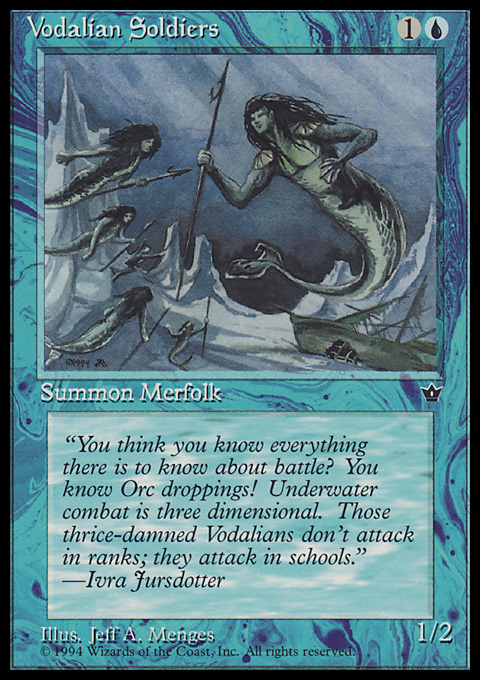 Vodalian Soldiers 1
©1994 JAM
Summon Merfolk
“You think you know everything
there is to know about battle? You
know Orc droppings! Underwater
combat is three dimensional. Those
thrice-damned Vodalians don’t attack
in ranks; they attack in schools.”
—Ivra Jursdotter
Illus. Jeff A. Menges 1/2
© 1994 Wizards of the Coast, Inc. All rights reserved.